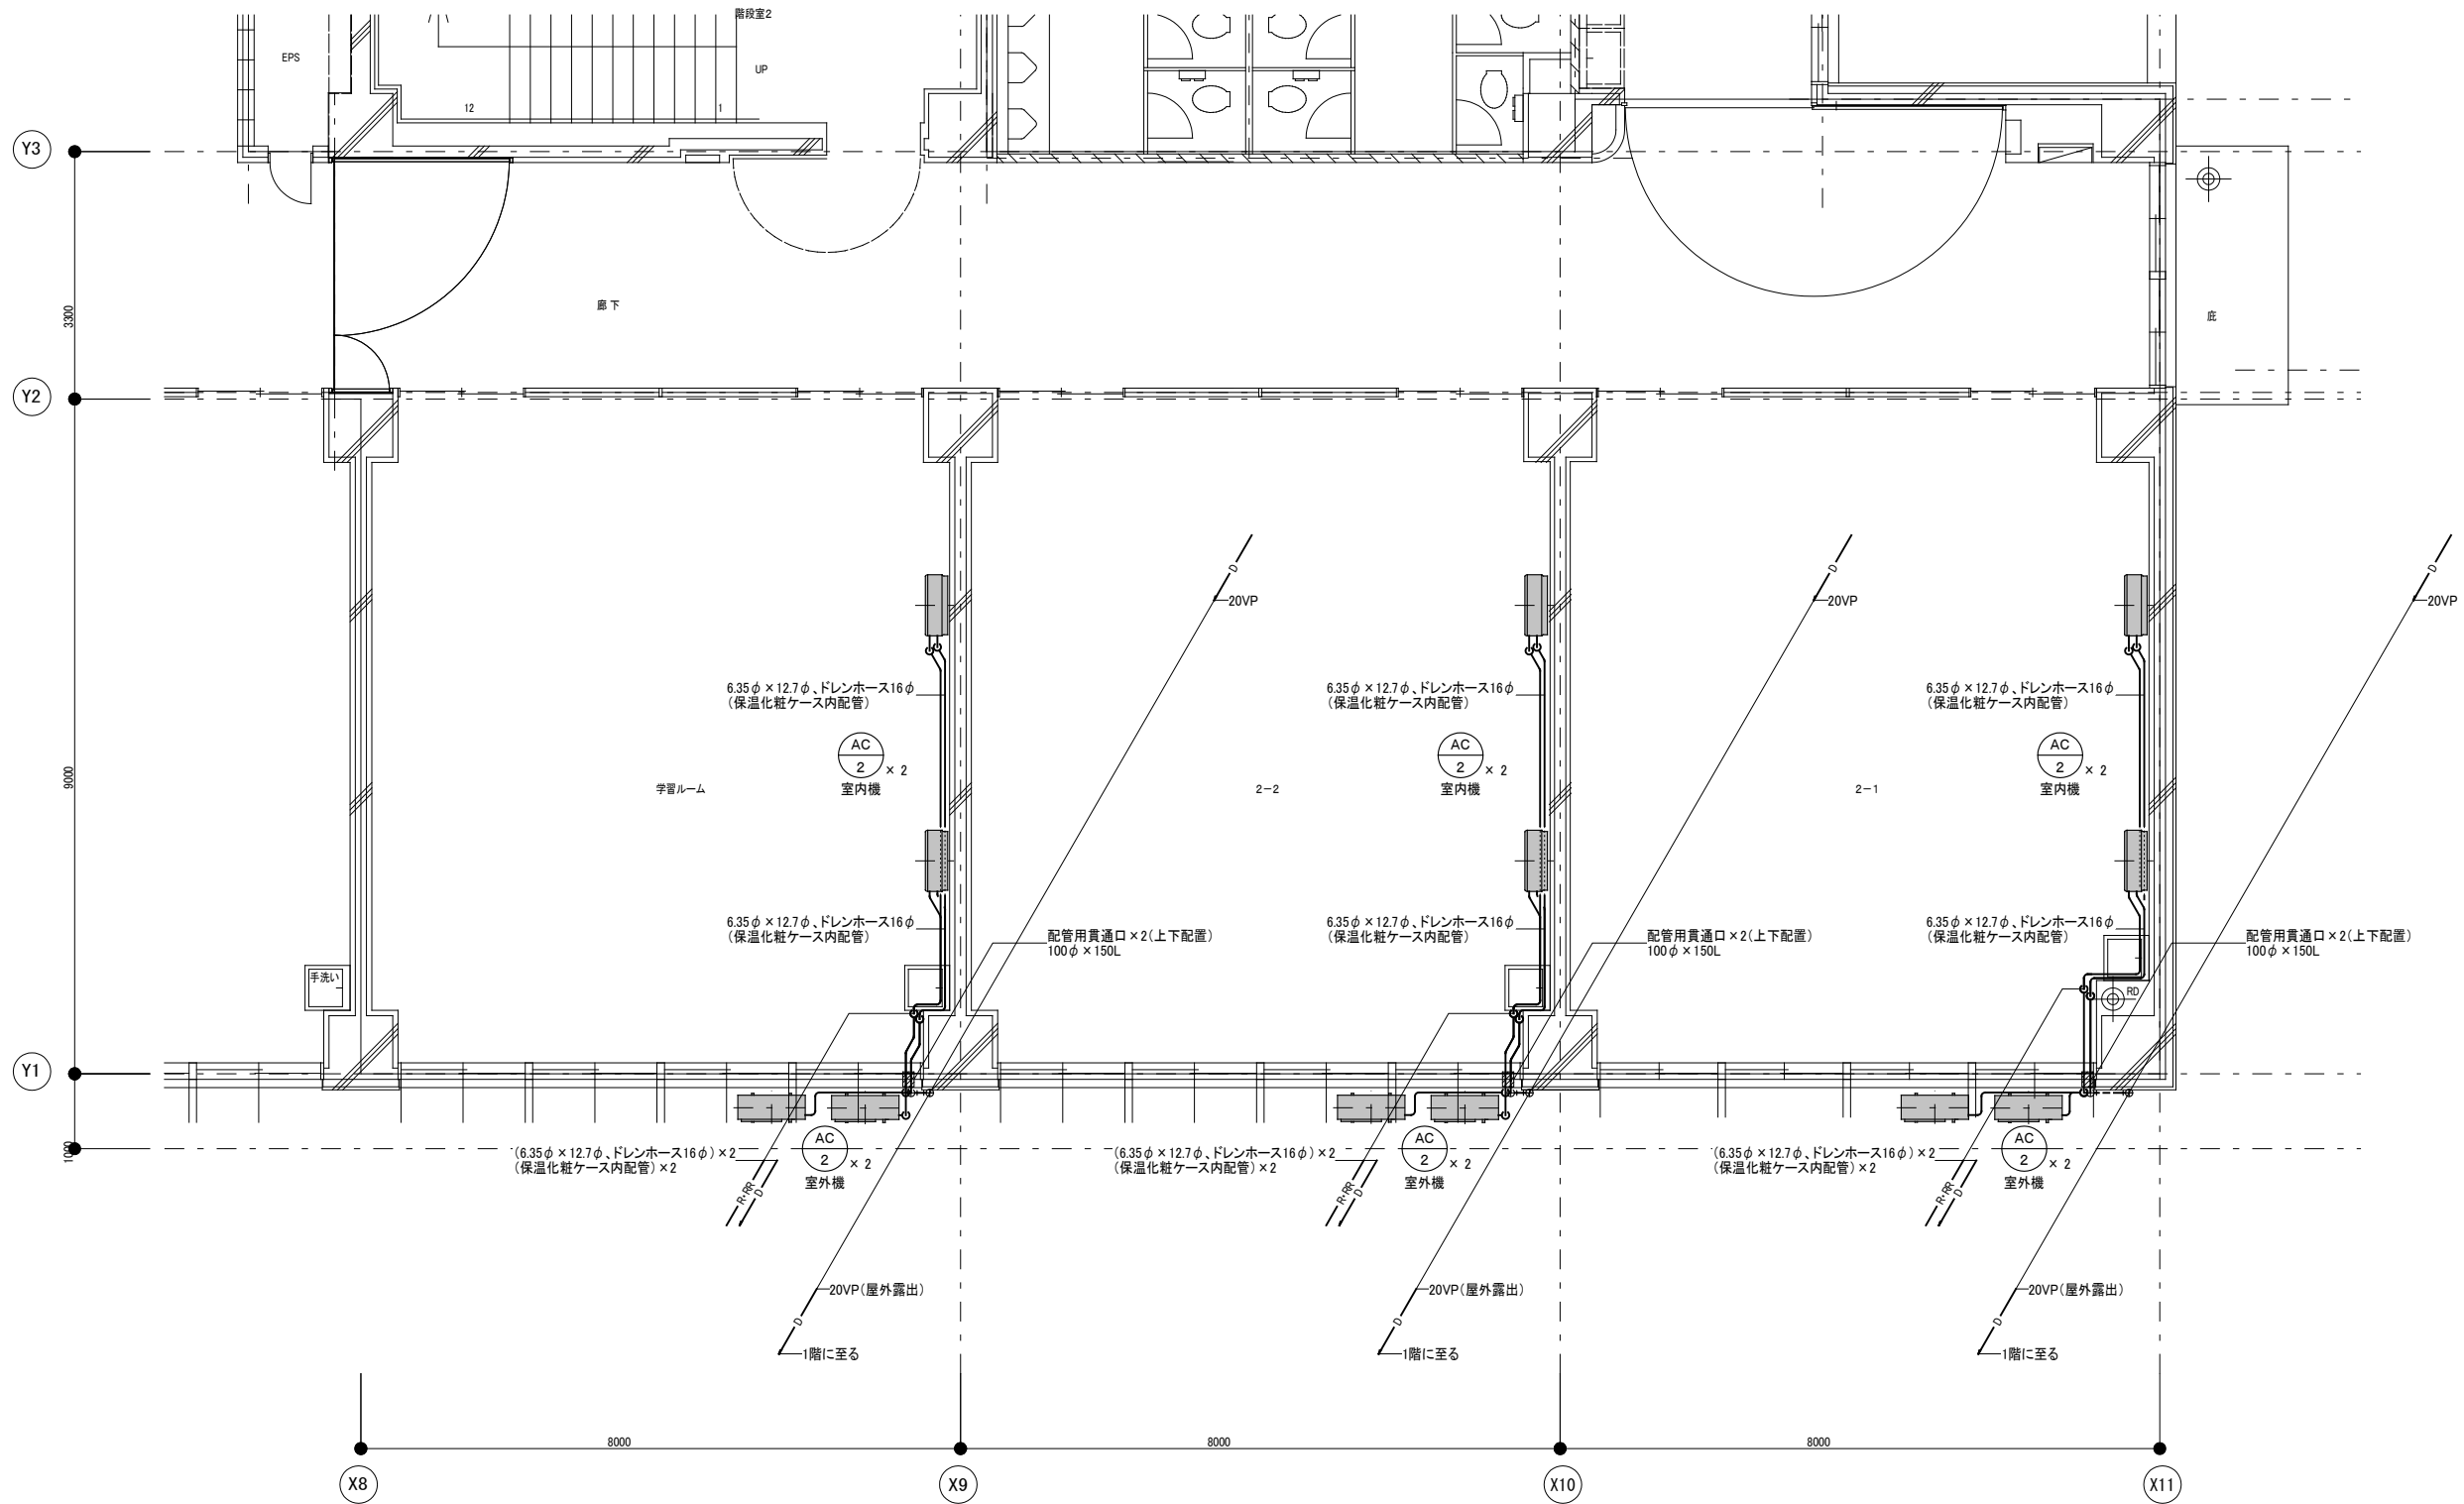 階段室2
EPS
UP
12
1
Y3
3300
廊下
庇
Y2
D
20VP
D
20VP
D
20VP
6.35φ×12.7φ、ドレンホース16φ
(保温化粧ケース内配管)
6.35φ×12.7φ、ドレンホース16φ
(保温化粧ケース内配管)
6.35φ×12.7φ、ドレンホース16φ
(保温化粧ケース内配管)
AC
2
× 2
室内機
AC
2
× 2
室内機
AC
2
× 2
室内機
9000
学習ルーム
2-2
2-1
6.35φ×12.7φ、ドレンホース16φ
(保温化粧ケース内配管)
配管用貫通口×2(上下配置)
100φ×150L
6.35φ×12.7φ、ドレンホース16φ
(保温化粧ケース内配管)
配管用貫通口×2(上下配置)
100φ×150L
6.35φ×12.7φ、ドレンホース16φ
(保温化粧ケース内配管)
配管用貫通口×2(上下配置)
100φ×150L
手洗い
RD
Y1
1000
(6.35φ×12.7φ、ドレンホース16φ)×2
(保温化粧ケース内配管)×2
AC
2
× 2
室外機
(6.35φ×12.7φ、ドレンホース16φ)×2
(保温化粧ケース内配管)×2
AC
2
× 2
室外機
(6.35φ×12.7φ、ドレンホース16φ)×2
(保温化粧ケース内配管)×2
AC
2
× 2
室外機
R・RR
D
R・RR
D
R・RR
D
20VP(屋外露出)
20VP(屋外露出)
20VP(屋外露出)
D
D
D
1階に至る
1階に至る
1階に至る
8000
8000
8000
X8
X9
X10
X11